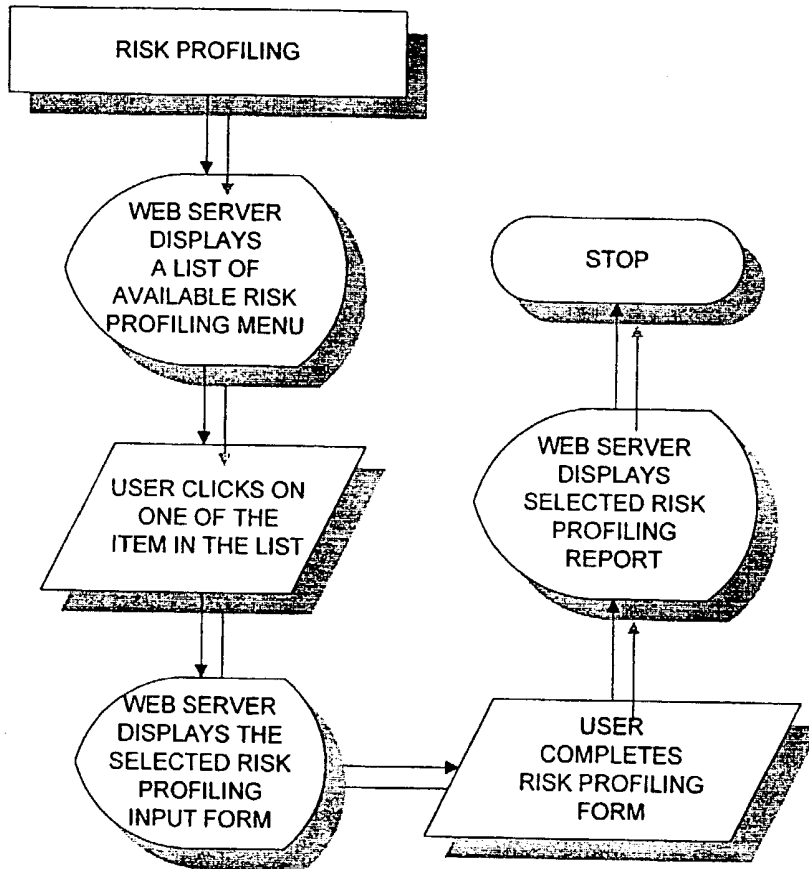 RISK PROFILING
WEB SERVER
DISPLAYS
A LIST OF
AVAILABLE RISK
PROFILING MENU
USER CLICKS ON
ONE OF THE
ITEM IN THE LIST
WEB SERVER
DISPLAYS THE
SELECTED RISK
PROFILING
INPUT FORM
USER
COMPLETES
RISK PROFILING
FORM
WEB SERVER
DISPLAYS
SELECTED RISK
PROFILING
REPORT
STOP